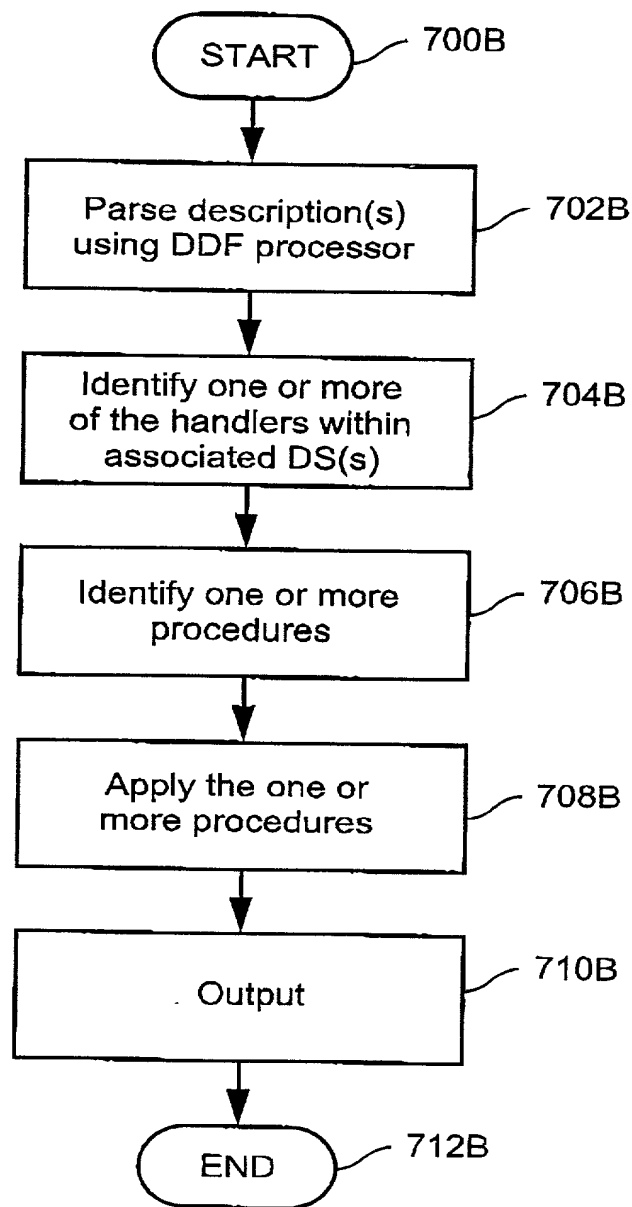 START
700B
Parse description(s)
using DDF processor
702B
Identify one or more
of the handlers within
associated DS(s)
704B
Identify one or more
procedures
706B
Apply the one or
more procedures
708B
Output
710B
END
712B